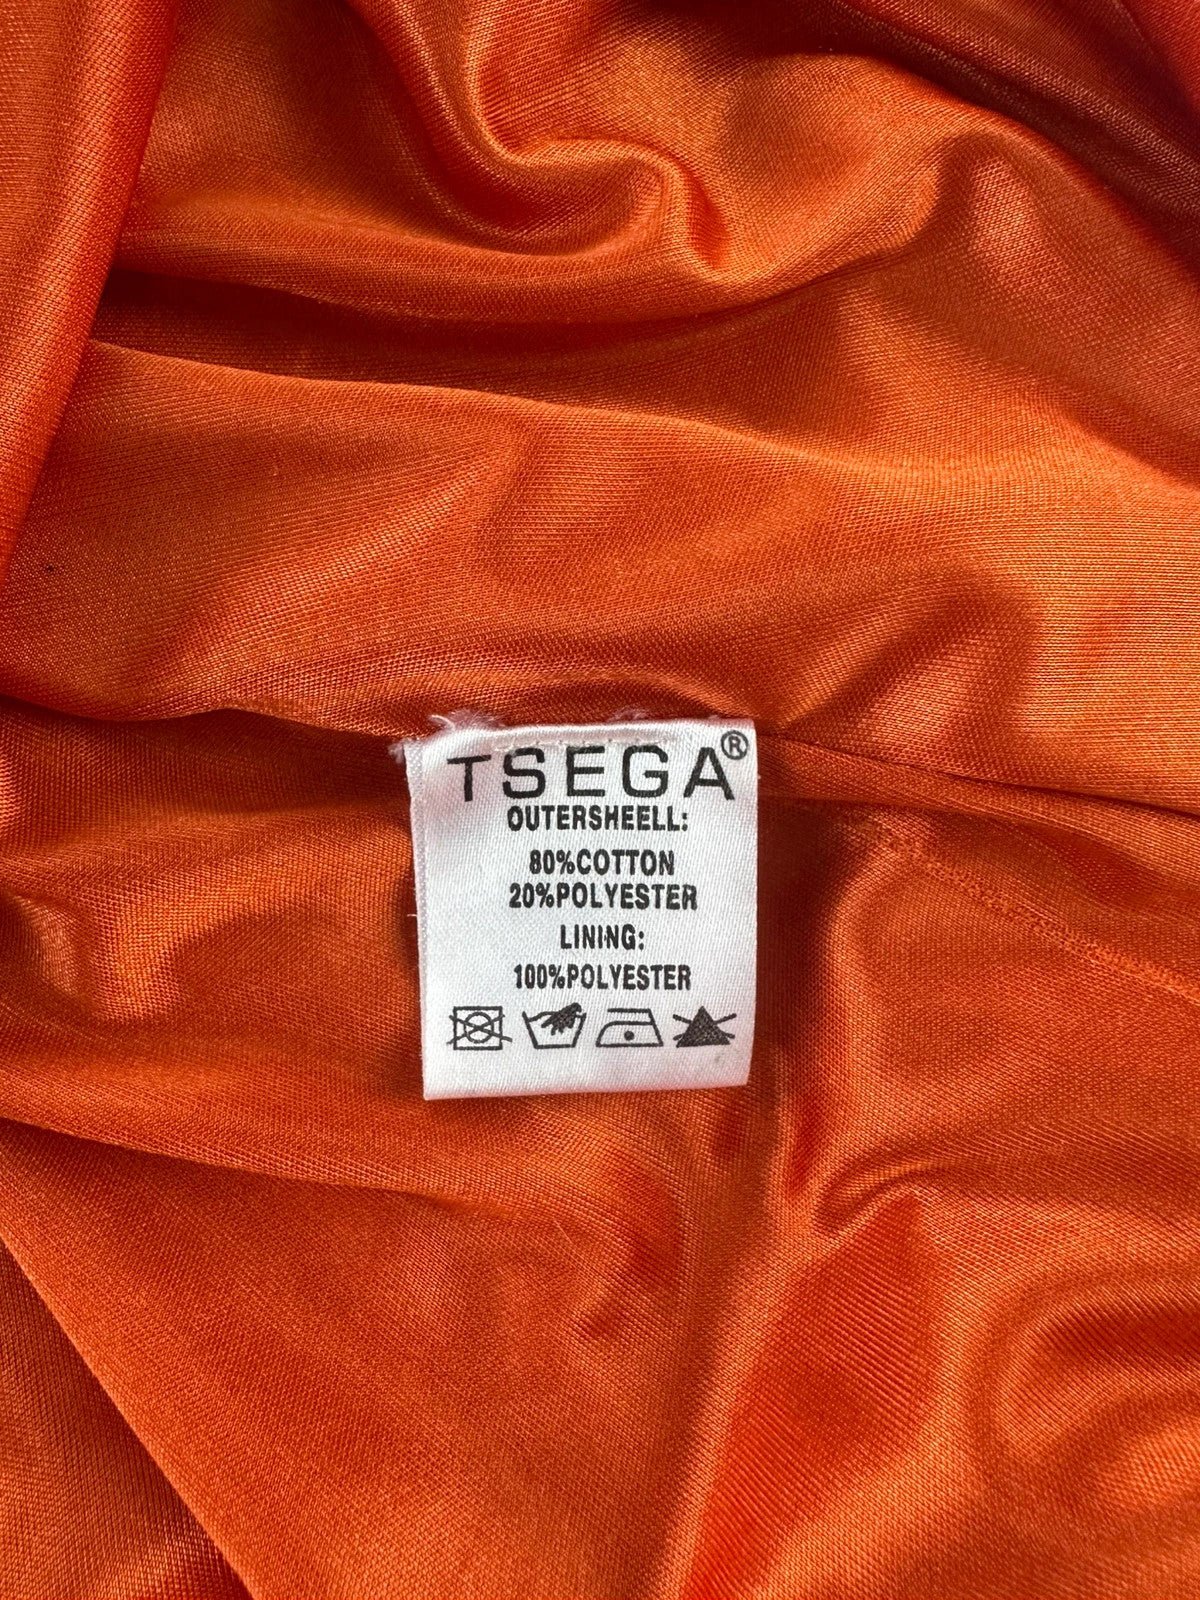 TSEGA®
OUTERSHEELL:
80%COTTON
20%POLYESTER
LINING:
100%POLYESTER